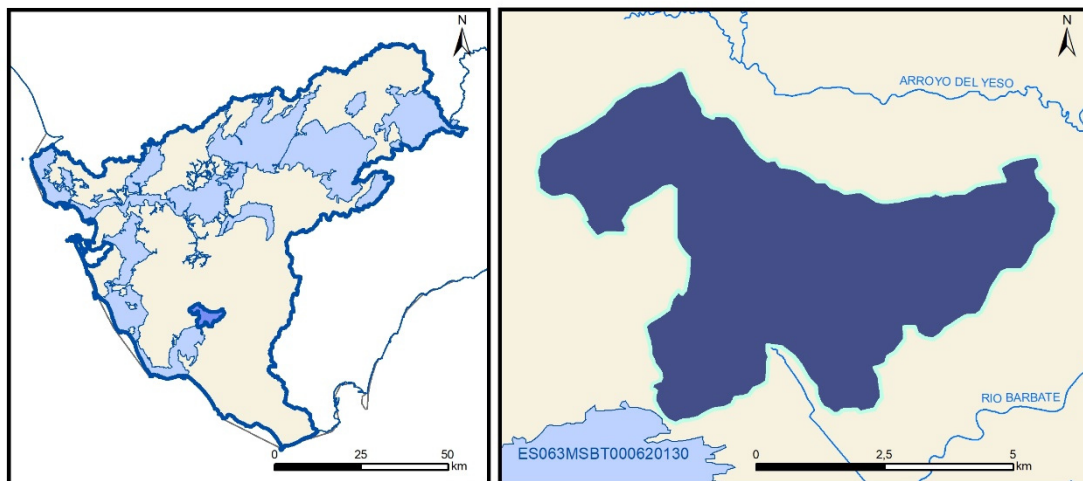 N
0 25 50
km
N
ARROYO DEL YESO
RIO BARBATE
ES063MSBT000620130
0 2,5 5
km